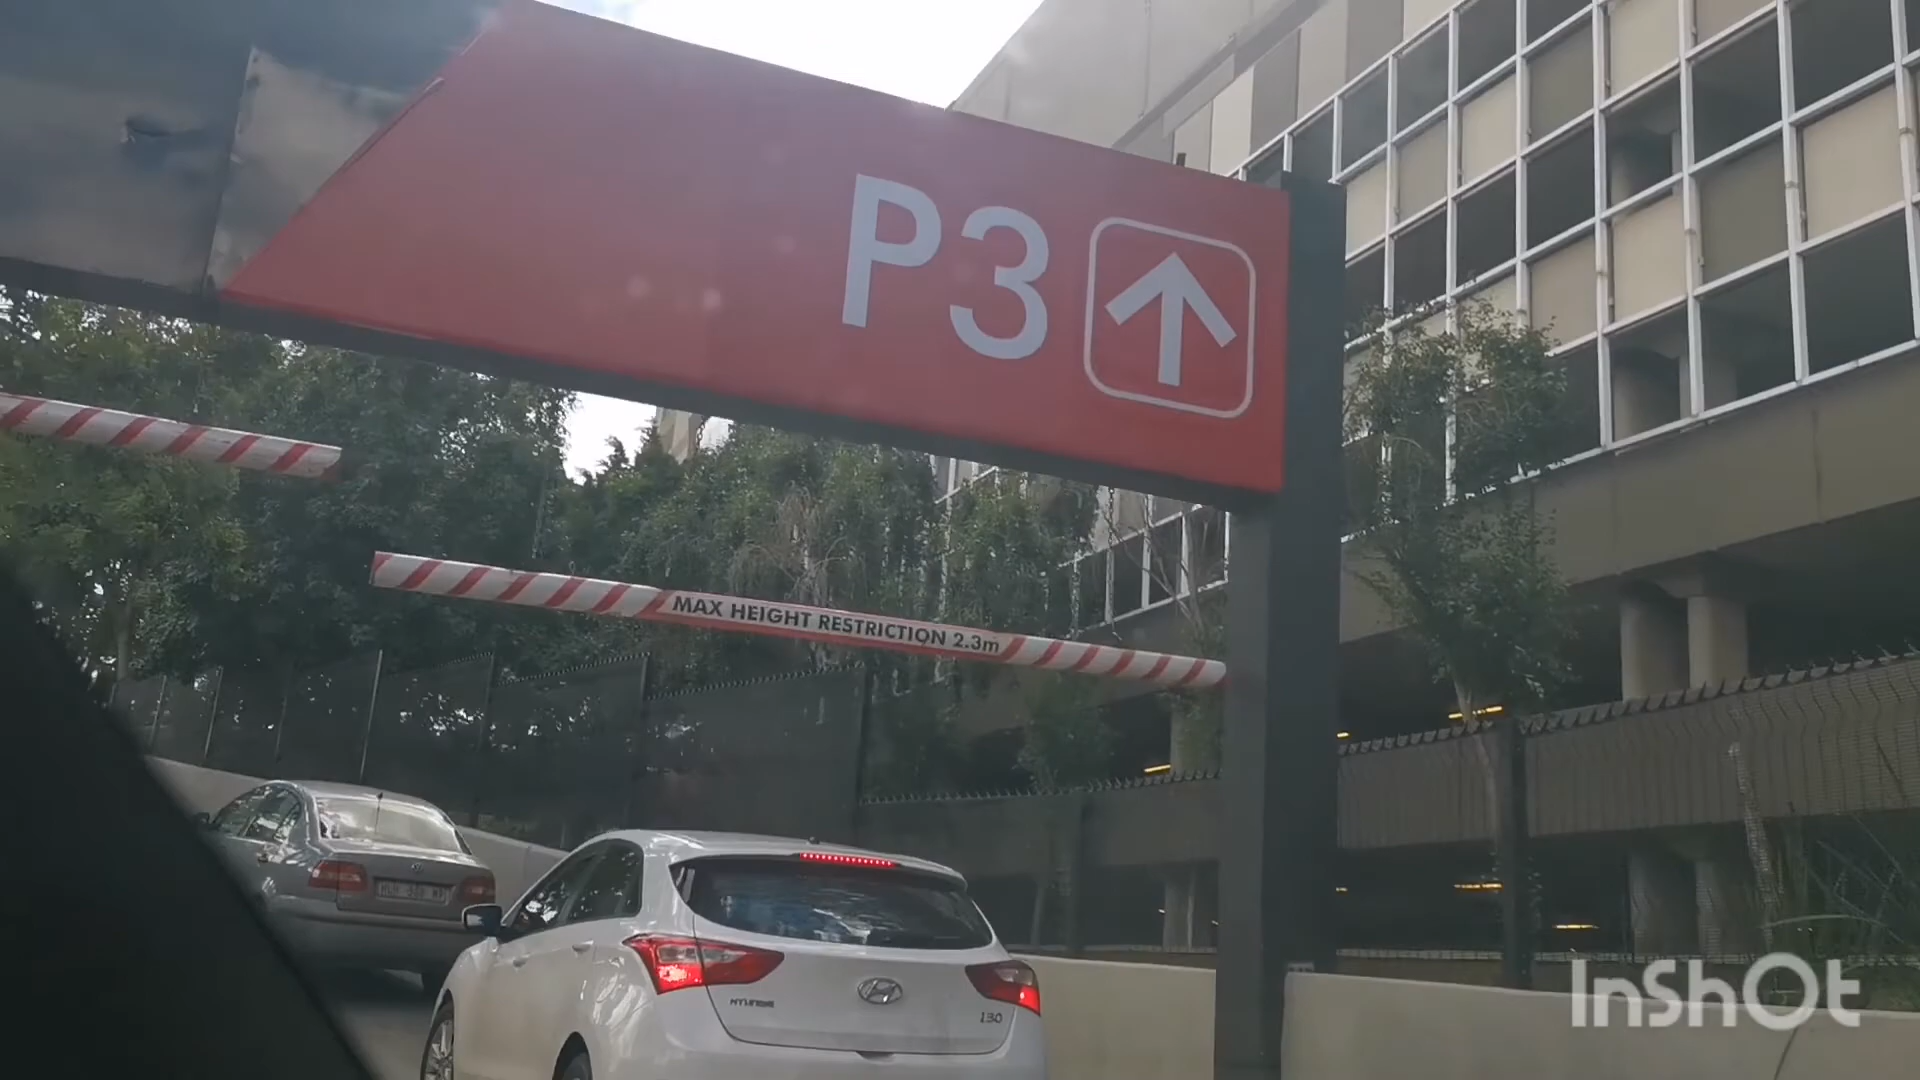 P3
MAX HEIGHT RESTRICTION 2.3m
HYUNDAI
i30
InShOt